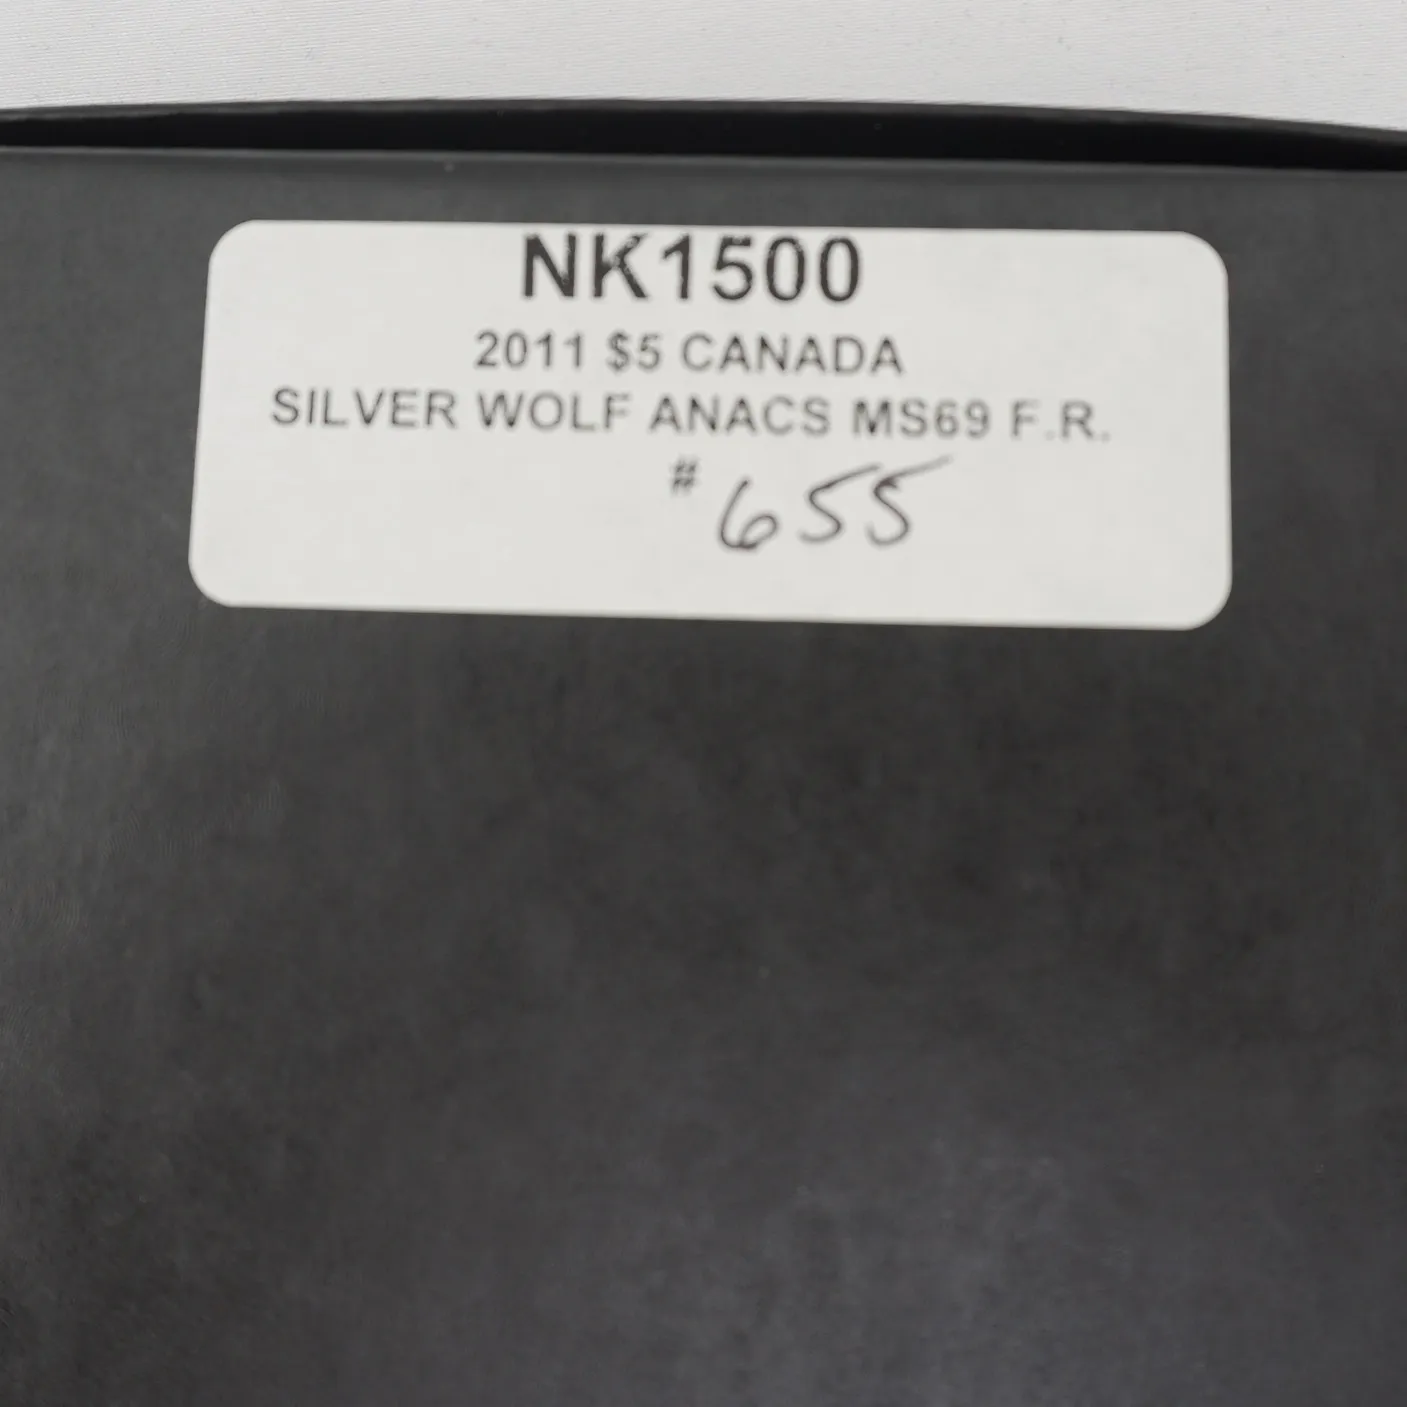 NK1500
2011 $5 CANADA
SILVER WOLF ANACS MS69 F.R.
# 655